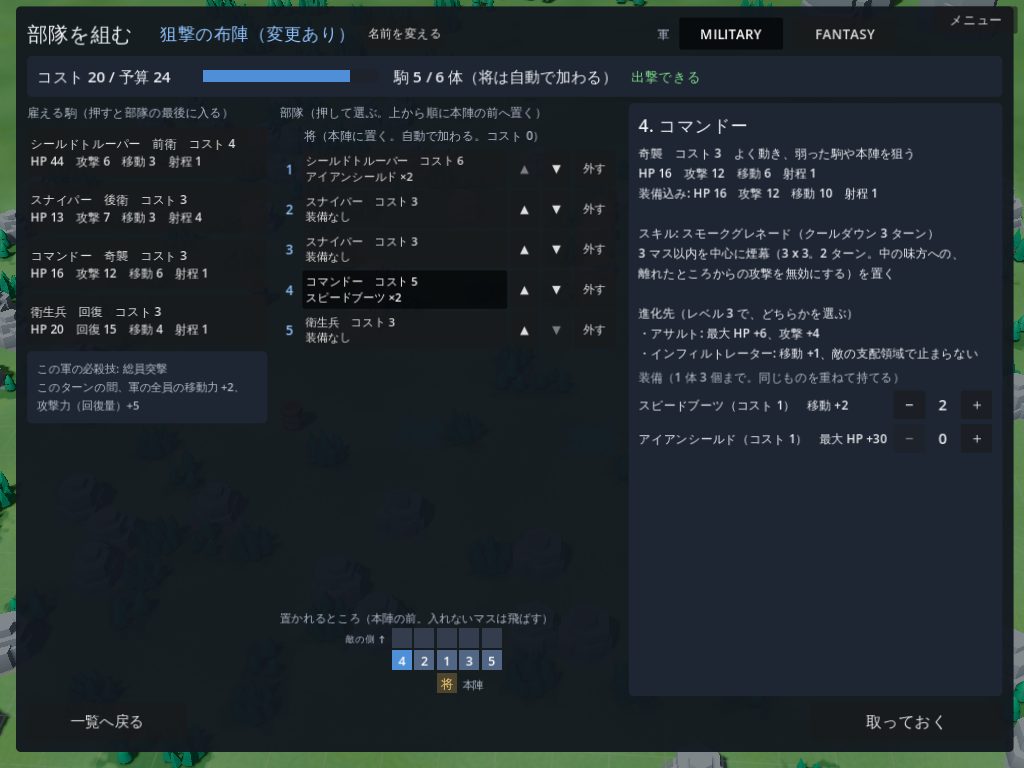 メニュー
部隊を組む 狙撃の布陣（変更あり） 名前を変える 軍 MILITARY FANTASY
コスト 20 / 予算 24 駒 5 / 6 体（将は自動で加わる） 出撃できる
雇える駒（押すと部隊の最後に入る）
シールドトルーパー 前衛 コスト 4
HP 44 攻撃 6 移動 3 射程 1
スナイパー 後衛 コスト 3
HP 13 攻撃 7 移動 3 射程 4
コマンドー 奇襲 コスト 3
HP 16 攻撃 12 移動 6 射程 1
衛生兵 回復 コスト 3
HP 20 回復 15 移動 4 射程 1
この軍の必殺技: 総員突撃
このターンの間、軍の全員の移動力 +2、
攻撃力（回復量）+5
部隊（押して選ぶ。上から順に本陣の前へ置く）
将（本陣に置く。自動で加わる。コスト 0）
1 シールドトルーパー コスト 6 ▲ ▼ 外す
アイアンシールド ×2
2 スナイパー コスト 3 ▲ ▼ 外す
装備なし
3 スナイパー コスト 3 ▲ ▼ 外す
装備なし
4 コマンドー コスト 5 ▲ ▼ 外す
スピードブーツ ×2
5 衛生兵 コスト 3 ▲ ▼ 外す
装備なし
置かれるところ（本陣の前。入れないマスは飛ばす）
敵の側 ↑
4 2 1 3 5
将 本陣
4. コマンドー
奇襲 コスト 3 よく動き、弱った駒や本陣を狙う
HP 16 攻撃 12 移動 6 射程 1
装備込み: HP 16 攻撃 12 移動 10 射程 1
スキル: スモークグレネード（クールダウン 3 ターン）
3 マス以内を中心に煙幕（3 x 3。2 ターン。中の味方への、
離れたところからの攻撃を無効にする）を置く
進化先（レベル 3 で、どちらかを選ぶ）
・アサルト: 最大 HP +6、攻撃 +4
・インフィルトレーター: 移動 +1、敵の支配領域で止まらない
装備（1 体 3 個まで。同じものを重ねて持てる）
スピードブーツ（コスト 1） 移動 +2 − 2 +
アイアンシールド（コスト 1） 最大 HP +30 − 0 +
一覧へ戻る 取っておく